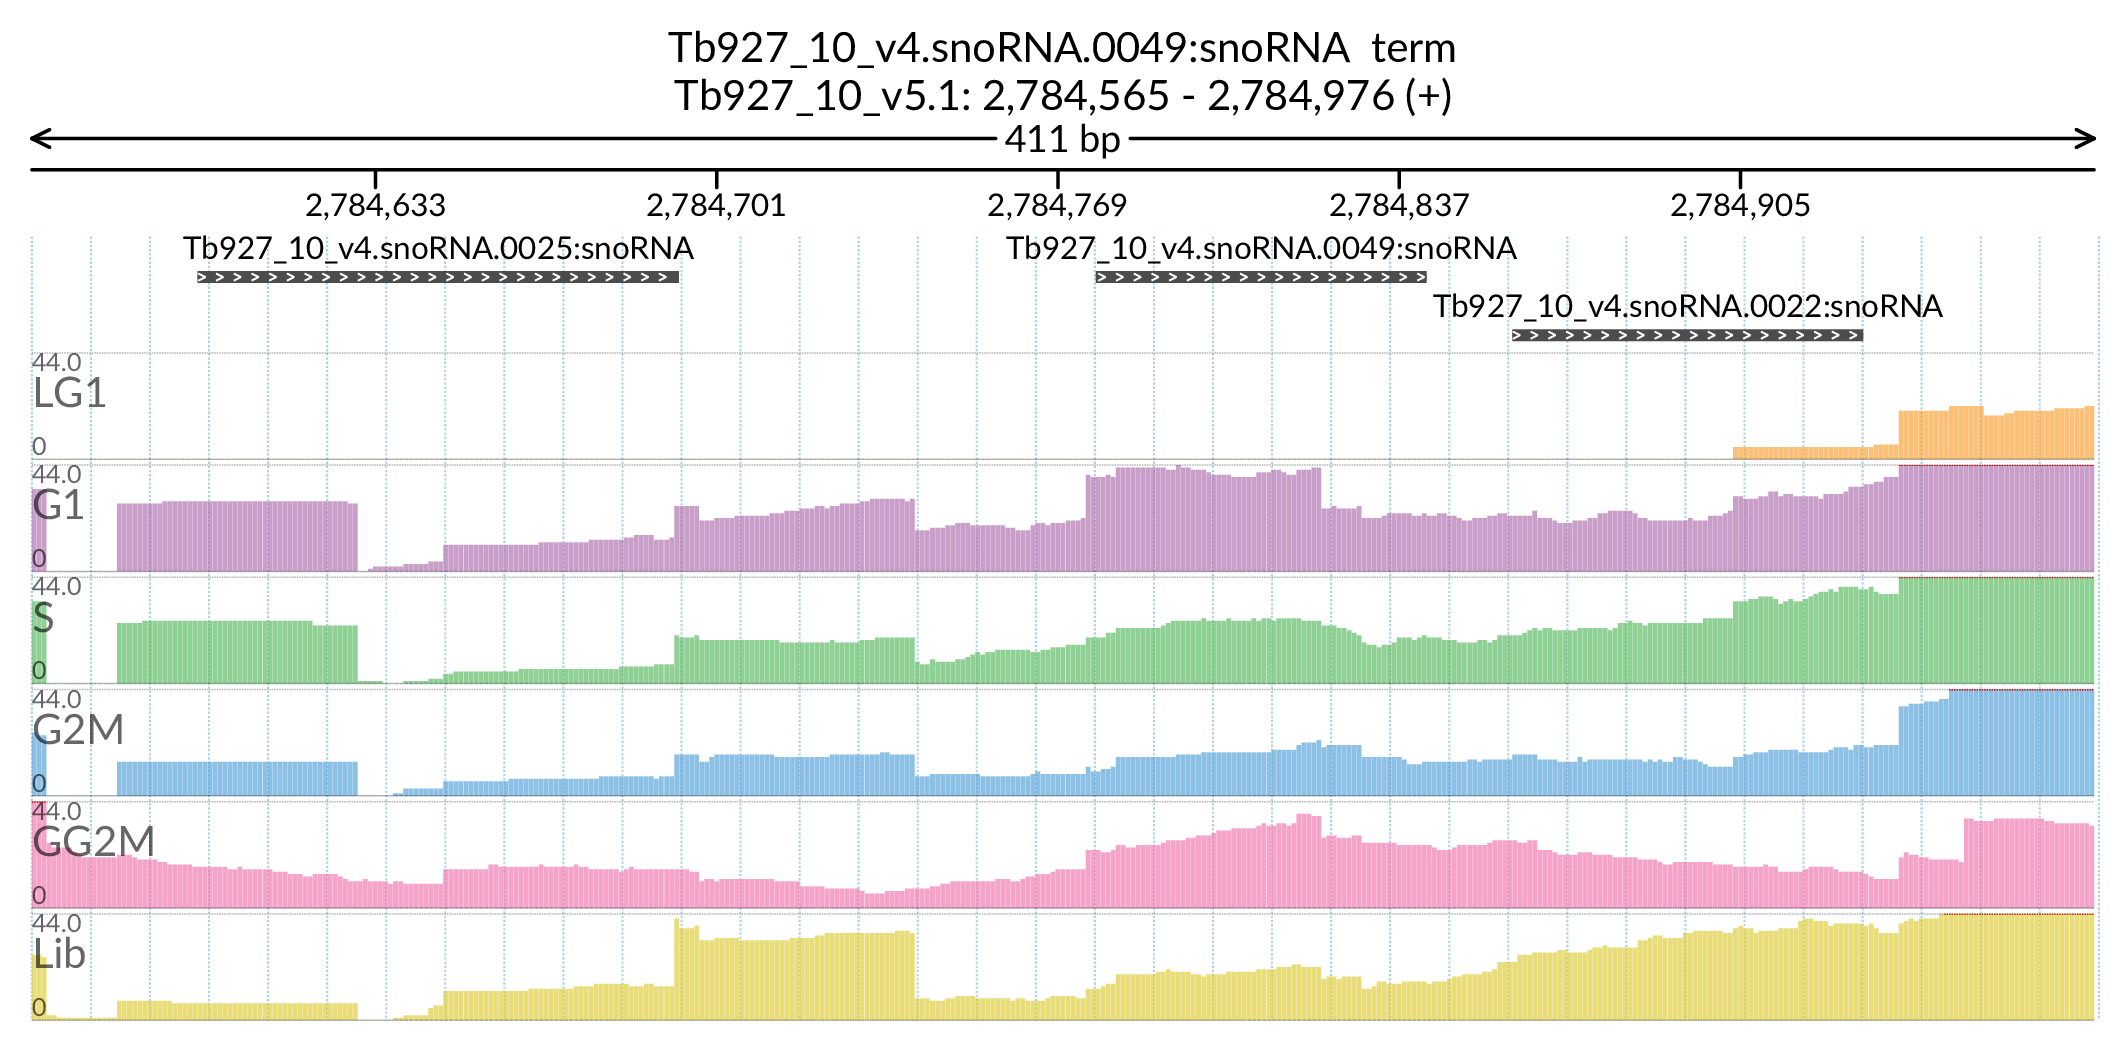 Tb927_10_v4.snoRNA.0049:snoRNA term
Tb927_10_v5.1: 2,784,565 - 2,784,976 (+)
411 bp
2,784,633 2,784,701 2,784,769 2,784,837 2,784,905
Tb927_10_v4.snoRNA.0025:snoRNA Tb927_10_v4.snoRNA.0049:snoRNA
Tb927_10_v4.snoRNA.0022:snoRNA
44.0
LG1
0
44.0
G1
0
44.0
S
0
44.0
G2M
0
44.0
GG2M
0
44.0
Lib
0